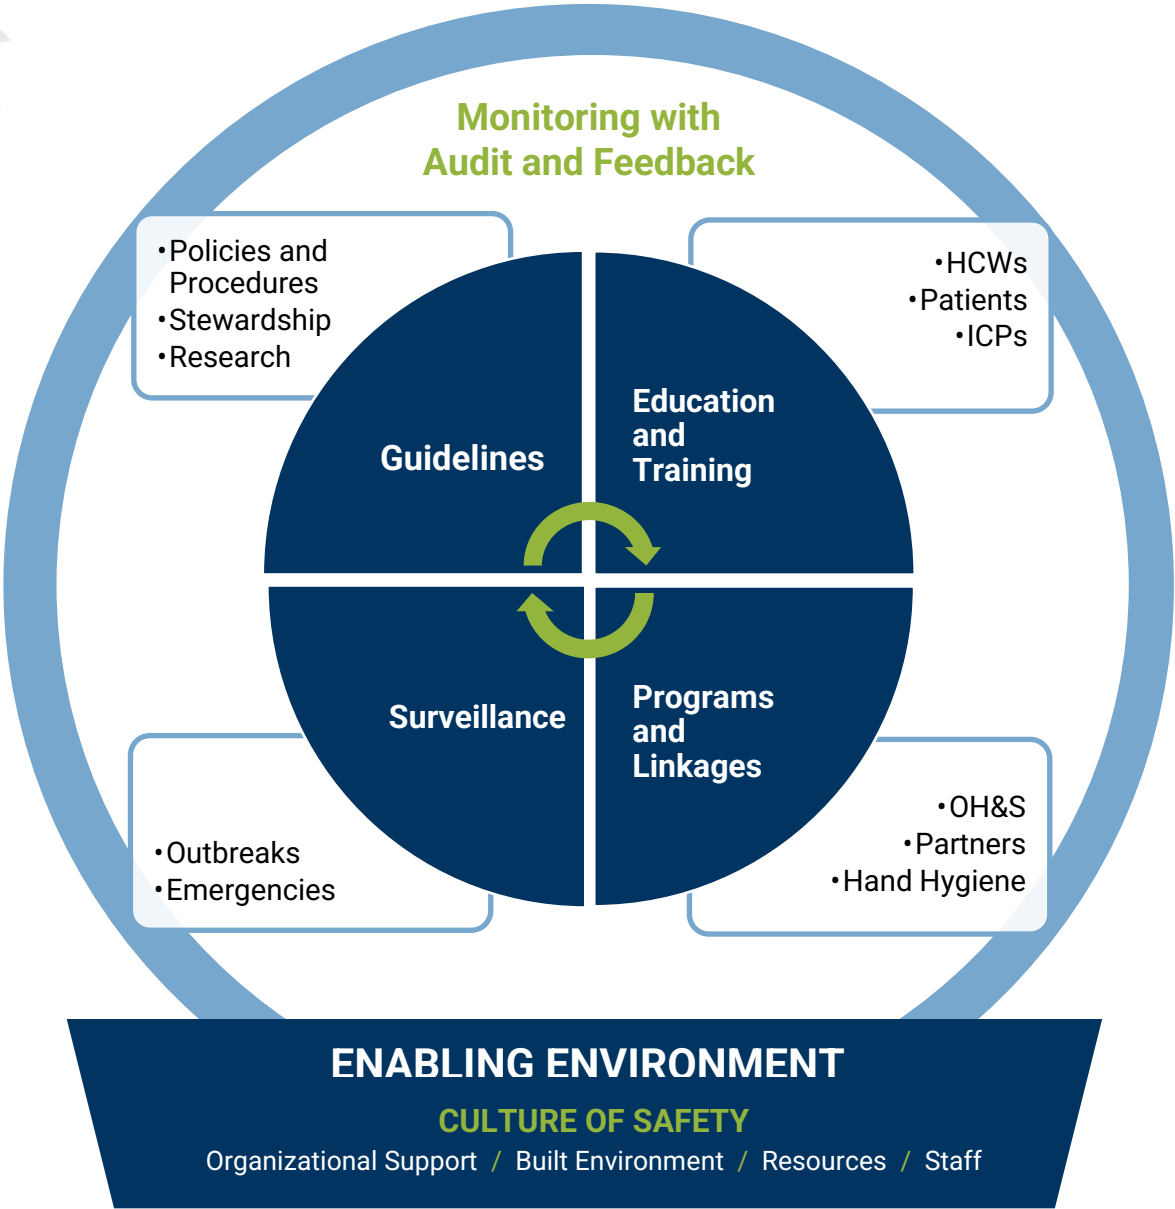 Monitoring with
Audit and Feedback
•Policies and
Procedures
•Stewardship
•Research
•HCWs
•Patients
•ICPs
Guidelines
Education
and
Training
Surveillance
Programs
and
Linkages
•Outbreaks
•Emergencies
•OH&S
•Partners
•Hand Hygiene
ENABLING ENVIRONMENT
CULTURE OF SAFETY
Organizational Support / Built Environment / Resources / Staff